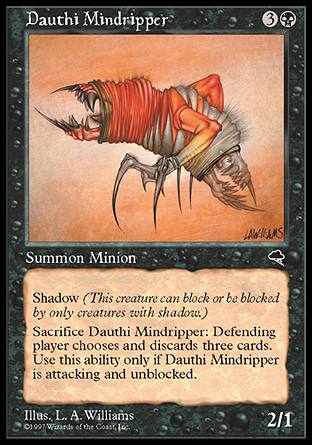 Dauthi Mindripper 3
L.A.WiLLiAMS
Summon Minion
Shadow (This creature can block or be blocked
by only creatures with shadow.)
Sacrifice Dauthi Mindripper: Defending
player chooses and discards three cards.
Use this ability only if Dauthi Mindripper
is attacking and unblocked.
Illus. L. A. Williams
©1997 Wizards of the Coast, Inc.
2/1